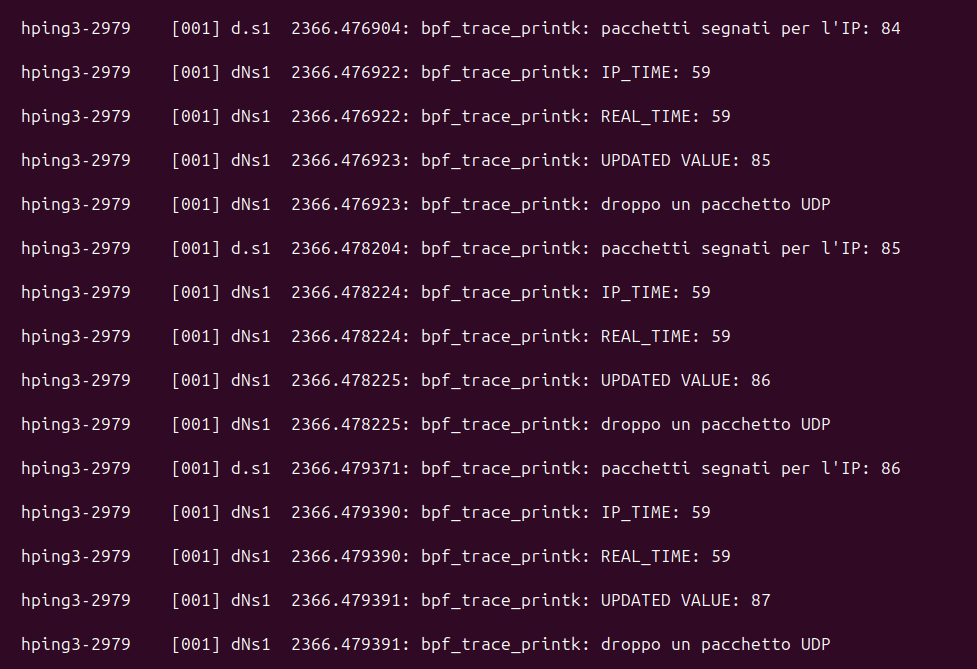 hping3-2979    [001] d.s1  2366.476904: bpf_trace_printk: pacchetti segnati per l'IP: 84
hping3-2979    [001] dNs1  2366.476922: bpf_trace_printk: IP_TIME: 59
hping3-2979    [001] dNs1  2366.476922: bpf_trace_printk: REAL_TIME: 59
hping3-2979    [001] dNs1  2366.476923: bpf_trace_printk: UPDATED VALUE: 85
hping3-2979    [001] dNs1  2366.476923: bpf_trace_printk: droppo un pacchetto UDP
hping3-2979    [001] d.s1  2366.478204: bpf_trace_printk: pacchetti segnati per l'IP: 85
hping3-2979    [001] dNs1  2366.478224: bpf_trace_printk: IP_TIME: 59
hping3-2979    [001] dNs1  2366.478224: bpf_trace_printk: REAL_TIME: 59
hping3-2979    [001] dNs1  2366.478225: bpf_trace_printk: UPDATED VALUE: 86
hping3-2979    [001] dNs1  2366.478225: bpf_trace_printk: droppo un pacchetto UDP
hping3-2979    [001] d.s1  2366.479371: bpf_trace_printk: pacchetti segnati per l'IP: 86
hping3-2979    [001] dNs1  2366.479390: bpf_trace_printk: IP_TIME: 59
hping3-2979    [001] dNs1  2366.479390: bpf_trace_printk: REAL_TIME: 59
hping3-2979    [001] dNs1  2366.479391: bpf_trace_printk: UPDATED VALUE: 87
hping3-2979    [001] dNs1  2366.479391: bpf_trace_printk: droppo un pacchetto UDP